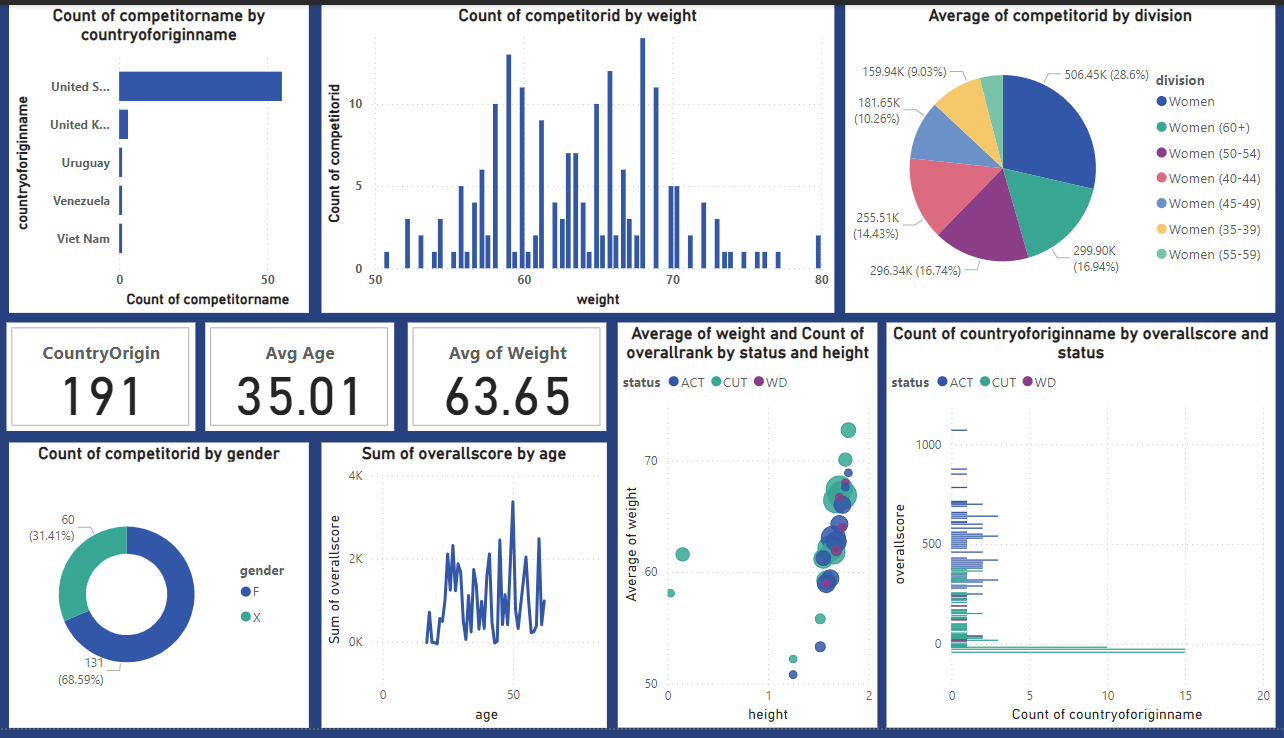 Count of competitorname by
countryoforiginname
countryoforiginname
United S...
United K...
Uruguay
Venezuela
Viet Nam
0
50
Count of competitorname
Count of competitorid by weight
Count of competitorid
10
5
0
50
60
70
80
weight
Average of competitorid by division
506.45K (28.6%)
299.90K
(16.94%)
296.34K (16.74%)
255.51K
(14.43%)
181.65K
(10.26%)
159.94K (9.03%)
division
Women
Women (60+)
Women (50-54)
Women (40-44)
Women (45-49)
Women (35-39)
Women (55-59)
CountryOrigin
191
Avg Age
35.01
Avg of Weight
63.65
Count of competitorid by gender
60
(31.41%)
131
(68.59%)
gender
F
X
Sum of overallscore by age
Sum of overallscore
4K
2K
0K
0
50
age
Average of weight and Count of
overallrank by status and height
status ACT CUT WD
Average of weight
70
60
50
0
1
2
height
Count of countryoforiginname by overallscore and
status
status ACT CUT WD
overallscore
1000
500
0
0
5
10
15
20
Count of countryoforiginname